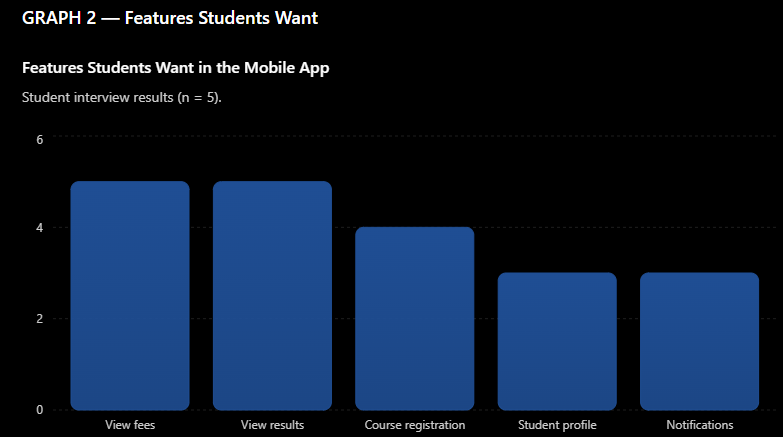 GRAPH 2 — Features Students Want
Features Students Want in the Mobile App
Student interview results (n = 5).
6
4
2
0
View fees
View results
Course registration
Student profile
Notifications